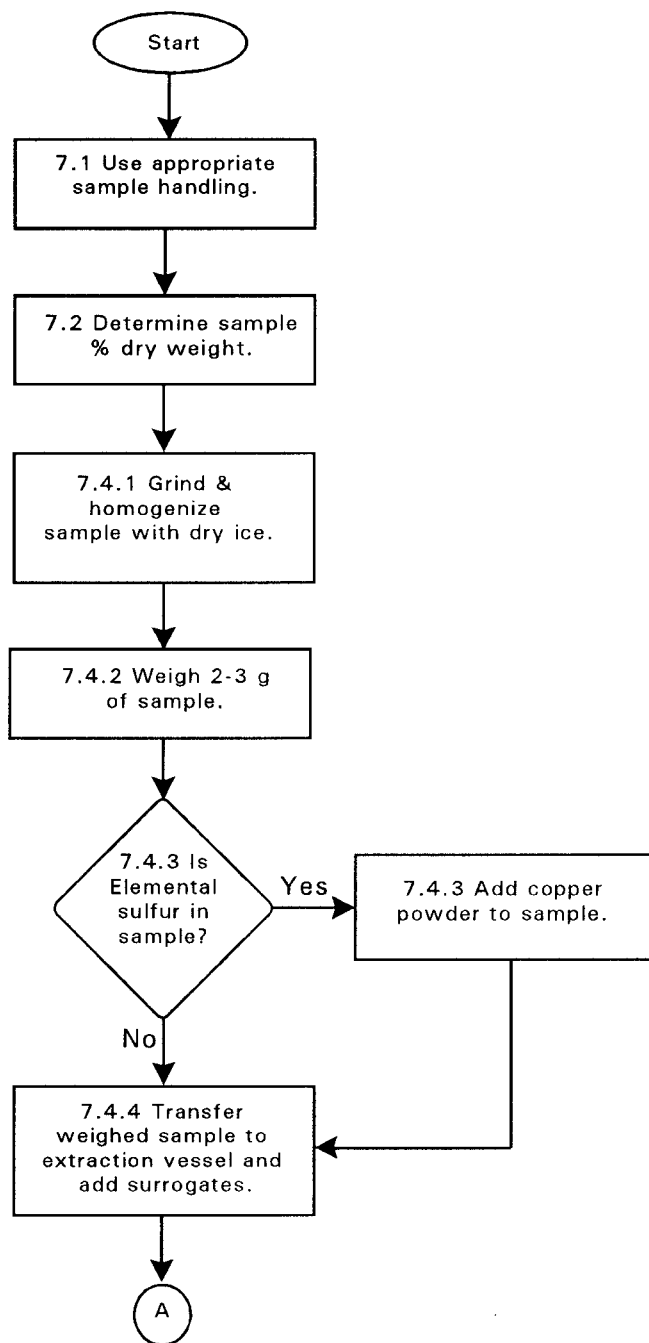 Start
7.1 Use appropriate
sample handling.
7.2 Determine sample
% dry weight.
7.4.1 Grind &
homogenize
sample with dry ice.
7.4.2 Weigh 2-3 g
of sample.
7.4.3 Is
Elemental
sulfur in
sample?
Yes
7.4.3 Add copper
powder to sample.
No
7.4.4 Transfer
weighed sample to
extraction vessel and
add surrogates.
A